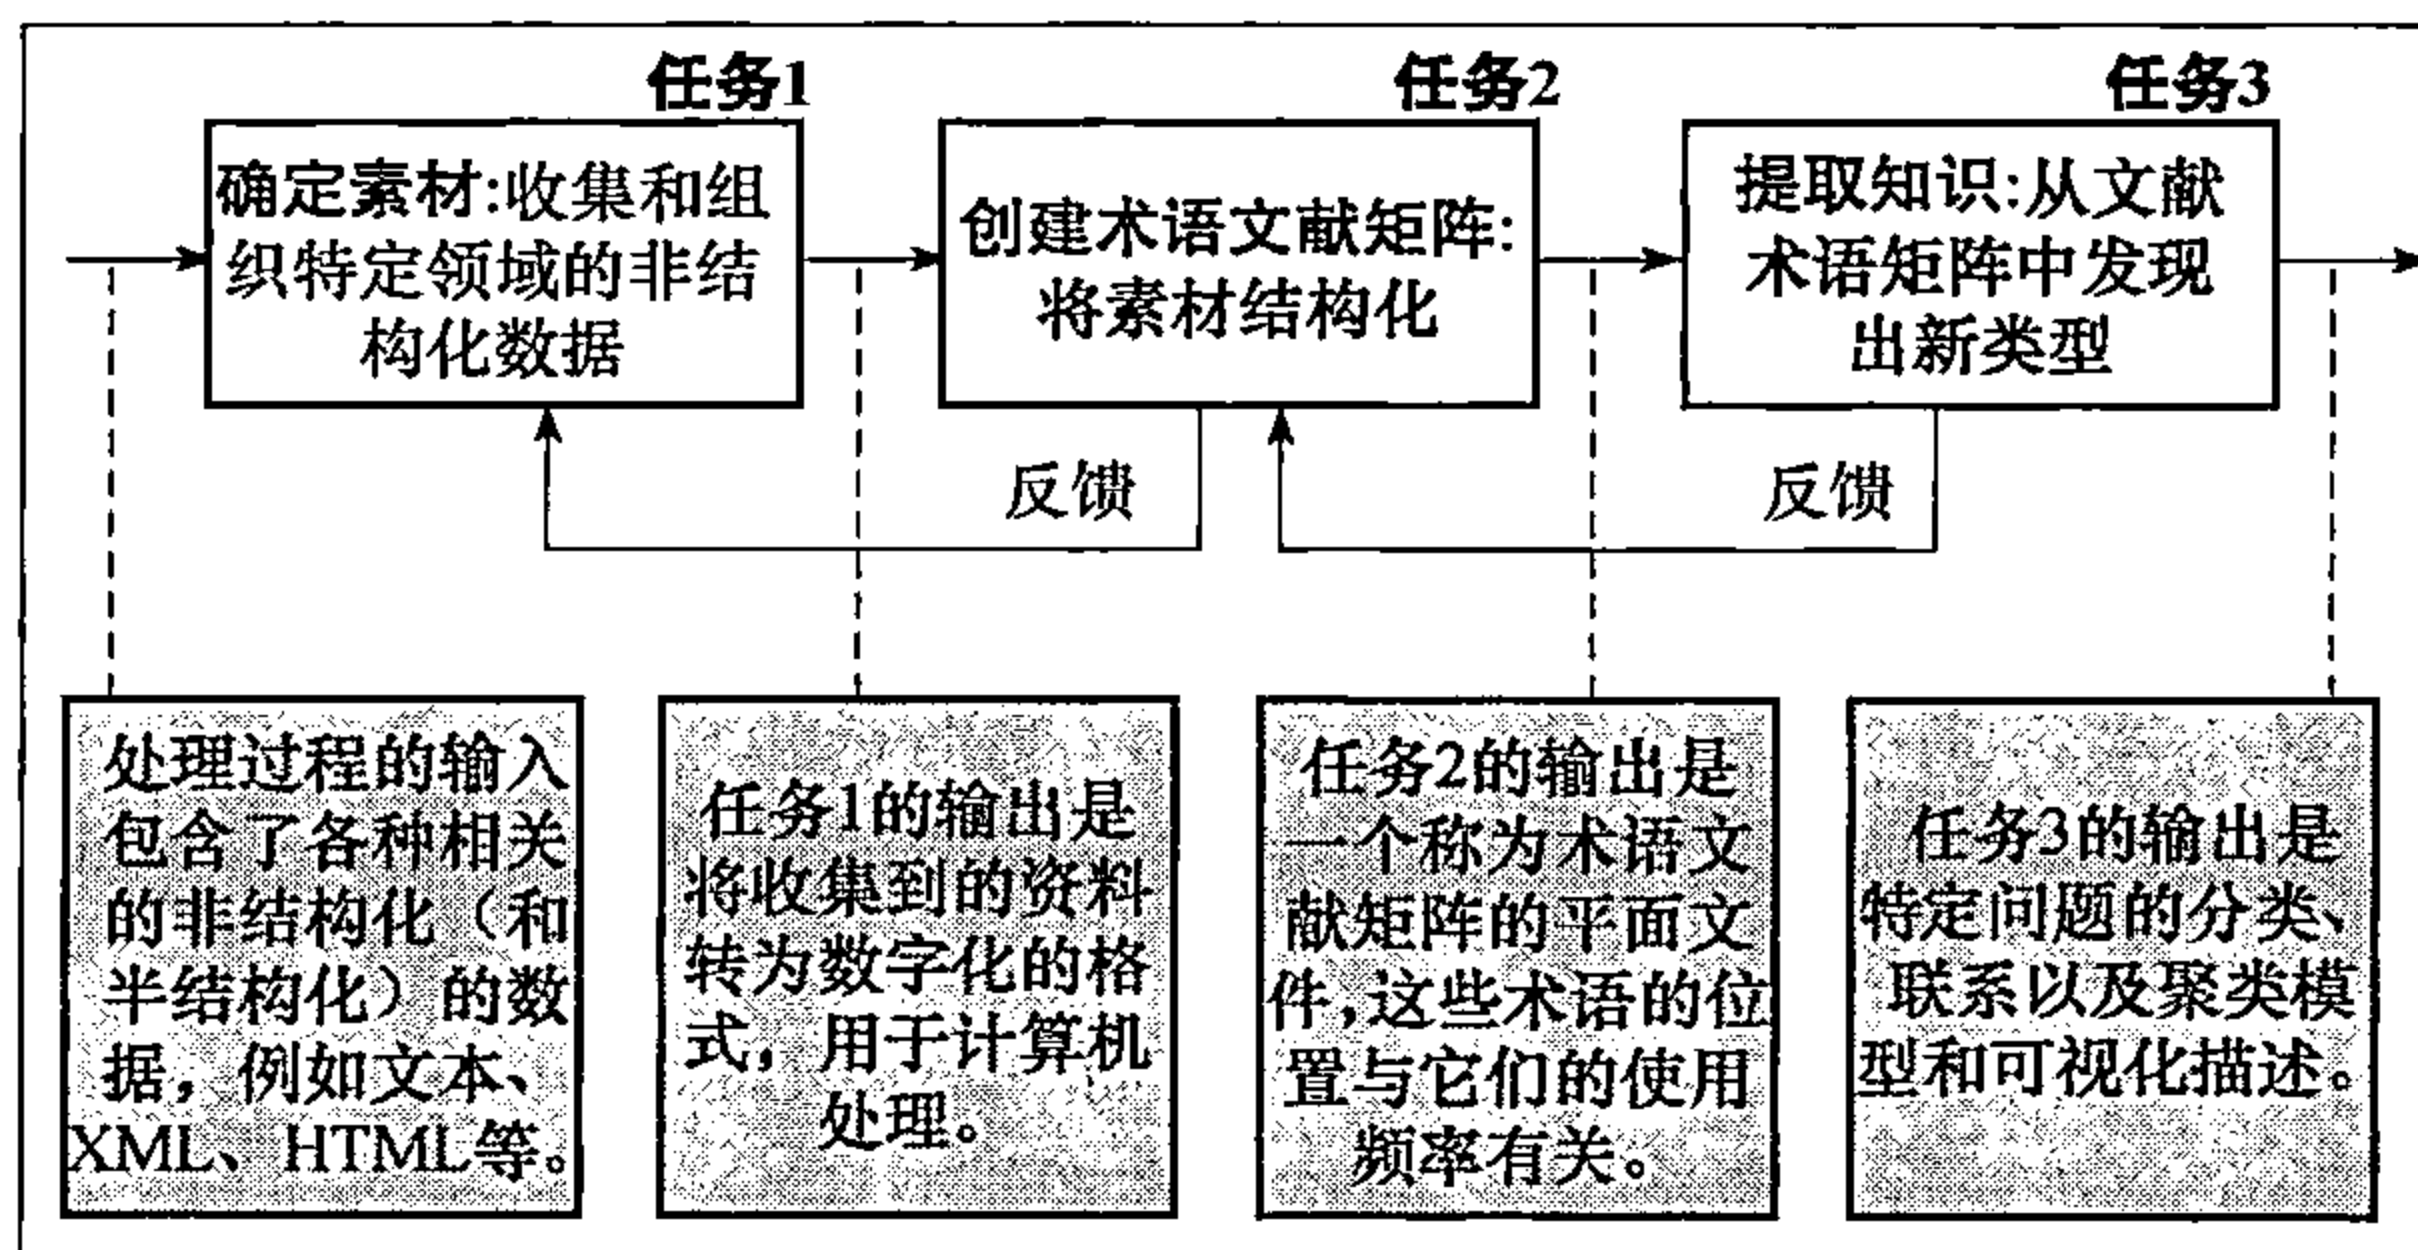 任务1
确定素材:收集和组
织特定领域的非结
构化数据
任务2
创建术语文献矩阵:
将素材结构化
任务3
提取知识:从文献
术语矩阵中发现
出新类型
反馈
反馈
处理过程的输入
包含了各种相关
的非结构化（和
半结构化）的数
据，例如文本、
XML、HTML等。
任务1的输出是
将收集到的资料
转为数字化的格
式，用于计算机
处理。
任务2的输出是
一个称为术语文
献矩阵的平面文
件,这些术语的位
置与它们的使用
频率有关。
任务3的输出是
特定问题的分类、
联系以及聚类模
型和可视化描述。